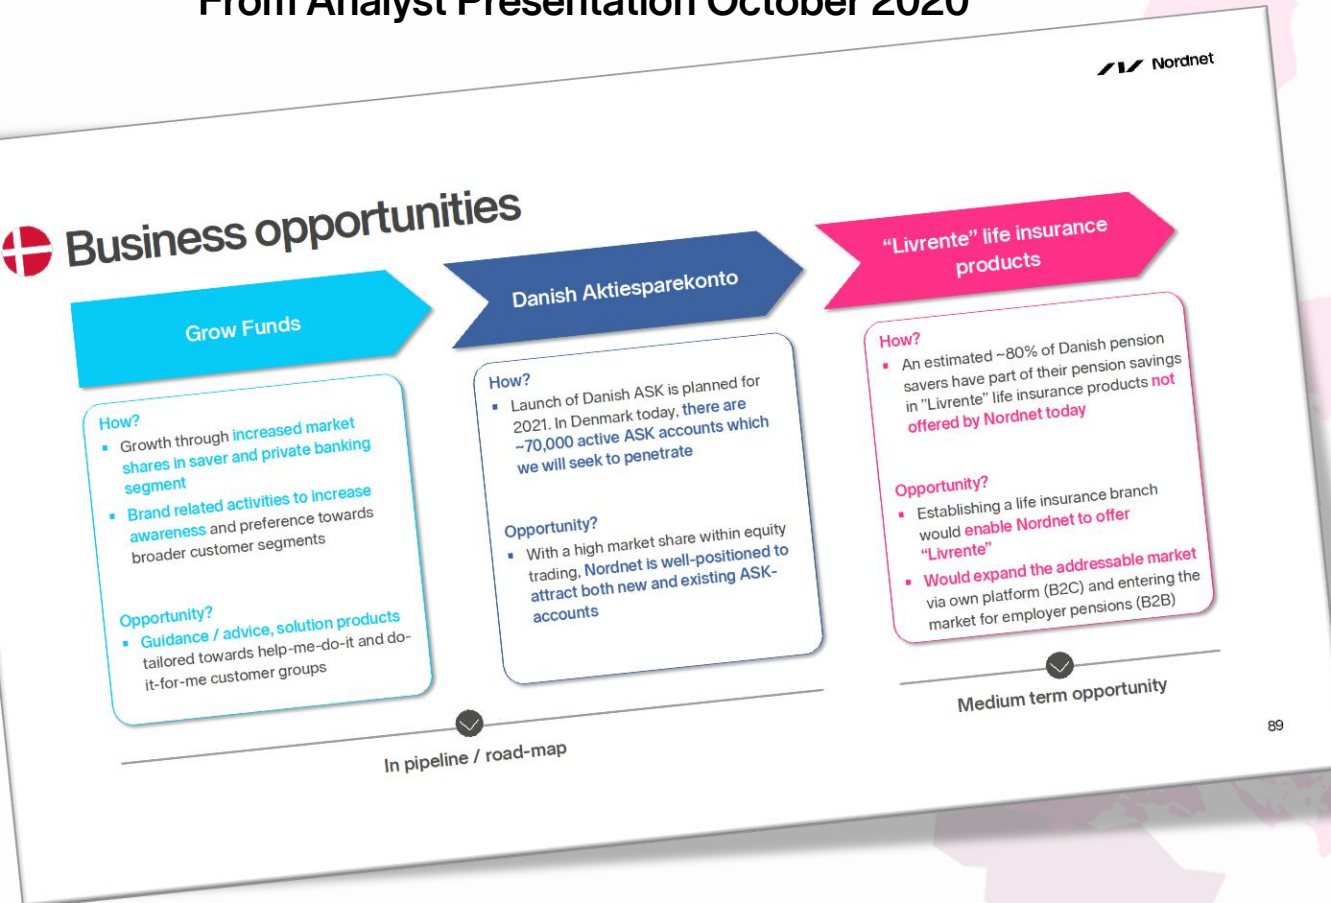 From Analyst Presentation October 2020
Nordnet
Business opportunities
Grow Funds
How?
▪ Growth through increased market
shares in saver and private banking
segment
▪ Brand related activities to increase
awareness and preference towards
broader customer segments
Opportunity?
▪ Guidance / advice, solution products
tailored towards help-me-do-it and do-
it-for-me customer groups
Danish Aktiesparekonto
How?
▪ Launch of Danish ASK is planned for
2021. In Denmark today, there are
~70,000 active ASK accounts which
we will seek to penetrate
Opportunity?
▪ With a high market share within equity
trading, Nordnet is well-positioned to
attract both new and existing ASK-
accounts
“Livrente” life insurance
products
How?
▪ An estimated ~80% of Danish pension
savers have part of their pension savings
in ”Livrente” life insurance products not
offered by Nordnet today
Opportunity?
▪ Establishing a life insurance branch
would enable Nordnet to offer
“Livrente”
▪ Would expand the addressable market
via own platform (B2C) and entering the
market for employer pensions (B2B)
In pipeline / road-map
Medium term opportunity
89